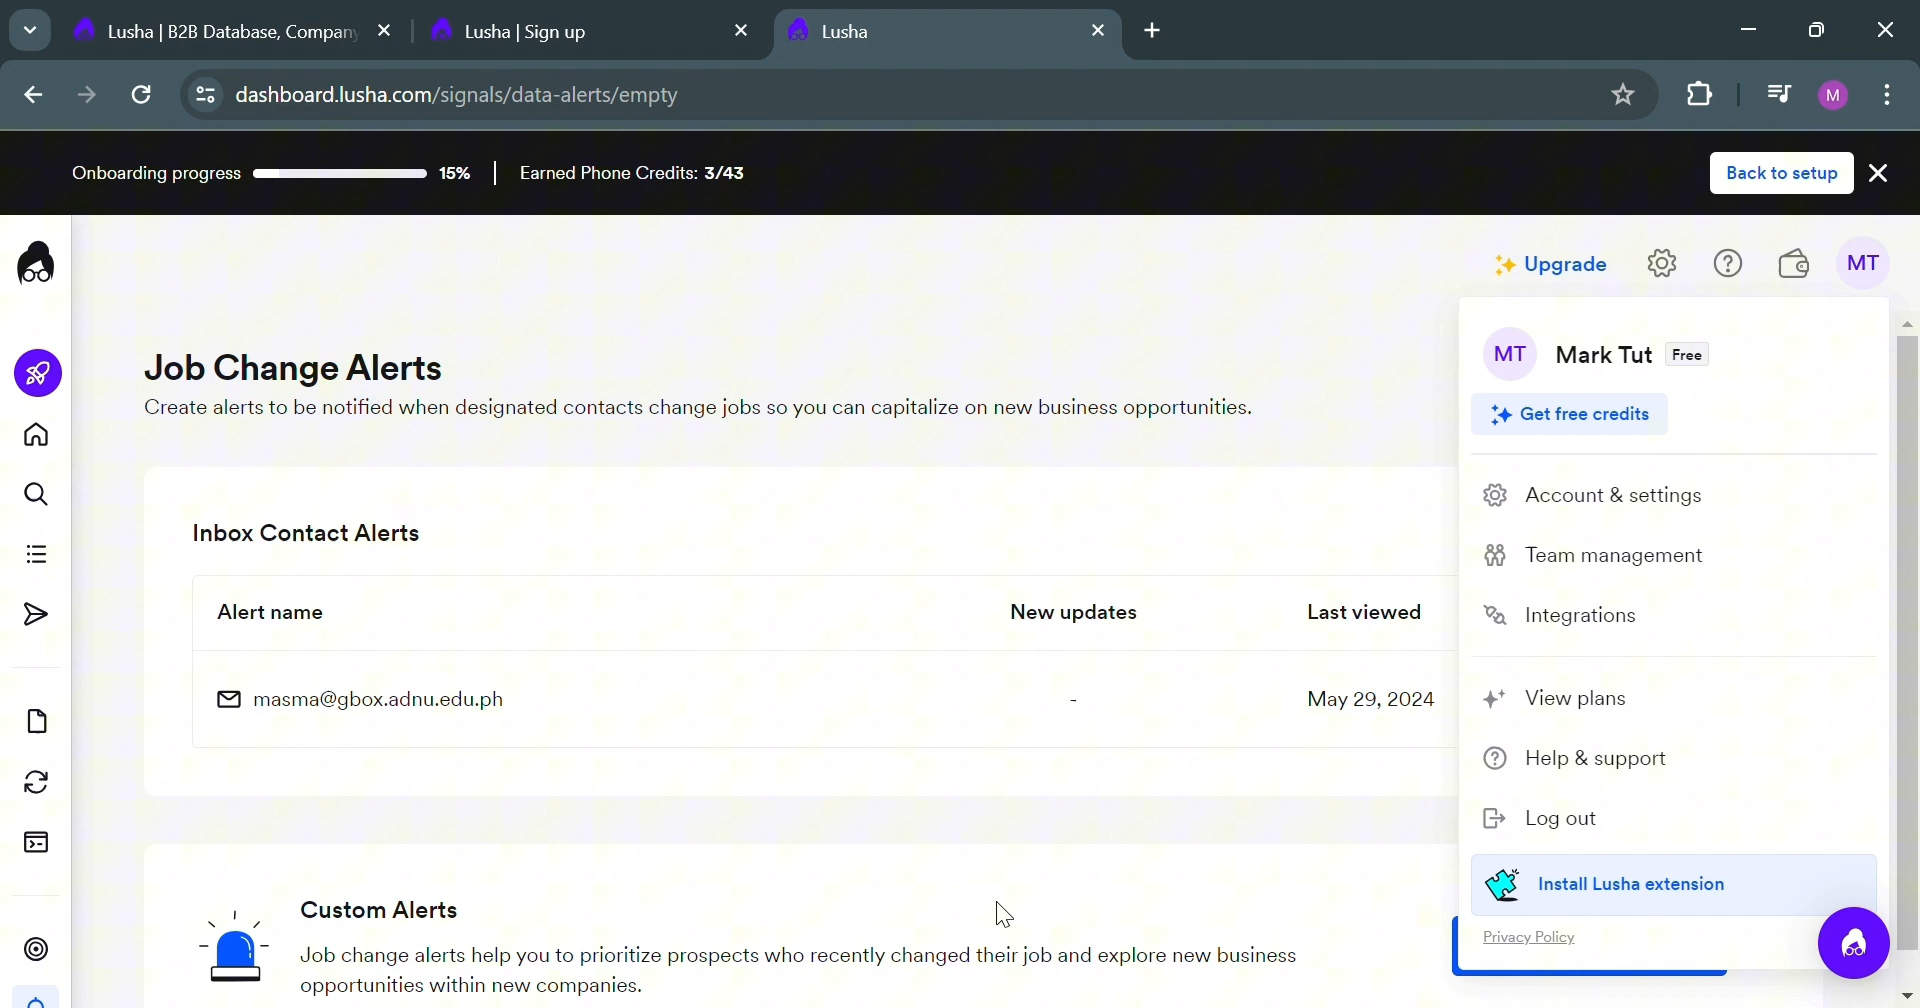 Lusha | B2B Database, Company
Lusha | Sign up
Lusha
dashboard.lusha.com/signals/data-alerts/empty
M
Onboarding progress 15% | Earned Phone Credits: 3/43
Back to setup
Upgrade
MT
Job Change Alerts
Create alerts to be notified when designated contacts change jobs so you can capitalize on new business opportunities.
Inbox Contact Alerts
Alert name New updates Last viewed
masma@gbox.adnu.edu.ph - May 29, 2024
Custom Alerts
Job change alerts help you to prioritize prospects who recently changed their job and explore new business
opportunities within new companies.
MT Mark Tut Free
Get free credits
Account & settings
Team management
Integrations
View plans
Help & support
Log out
Install Lusha extension
Privacy Policy